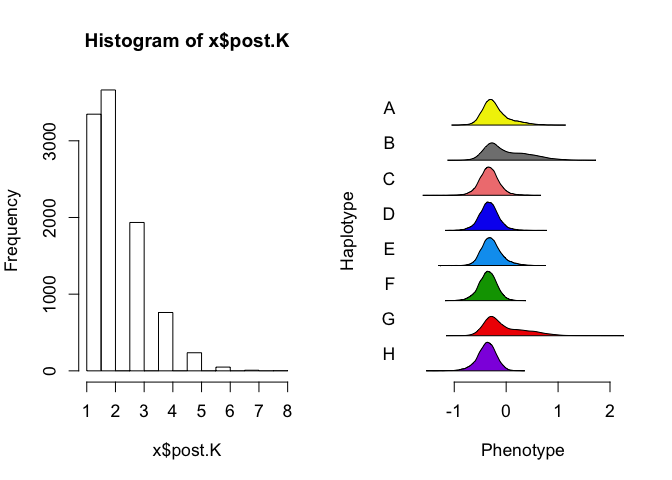 Histogram of x$post.K
Frequency
0
1000
2000
3000
1 2 3 4 5 6 7 8
x$post.K
Haplotype
A
B
C
D
E
F
G
H
-1 0 1 2
Phenotype